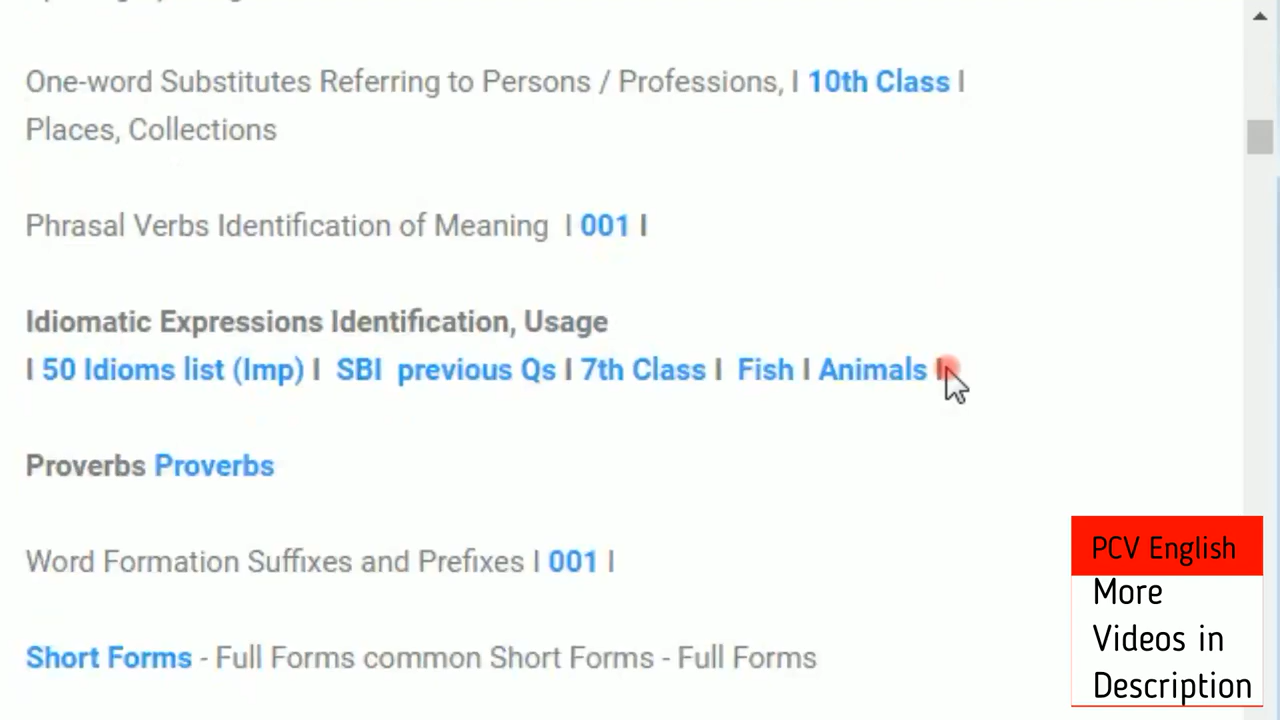 One-word Substitutes Referring to Persons / Professions, I 10th Class I
Places, Collections
Phrasal Verbs Identification of Meaning I 001 I
Idiomatic Expressions Identification, Usage
I 50 Idioms list (Imp) I SBI previous Qs I 7th Class I Fish I Animals I
Proverbs Proverbs
Word Formation Suffixes and Prefixes I 001 I
Short Forms - Full Forms common Short Forms - Full Forms
PCV English
More
Videos in
Description